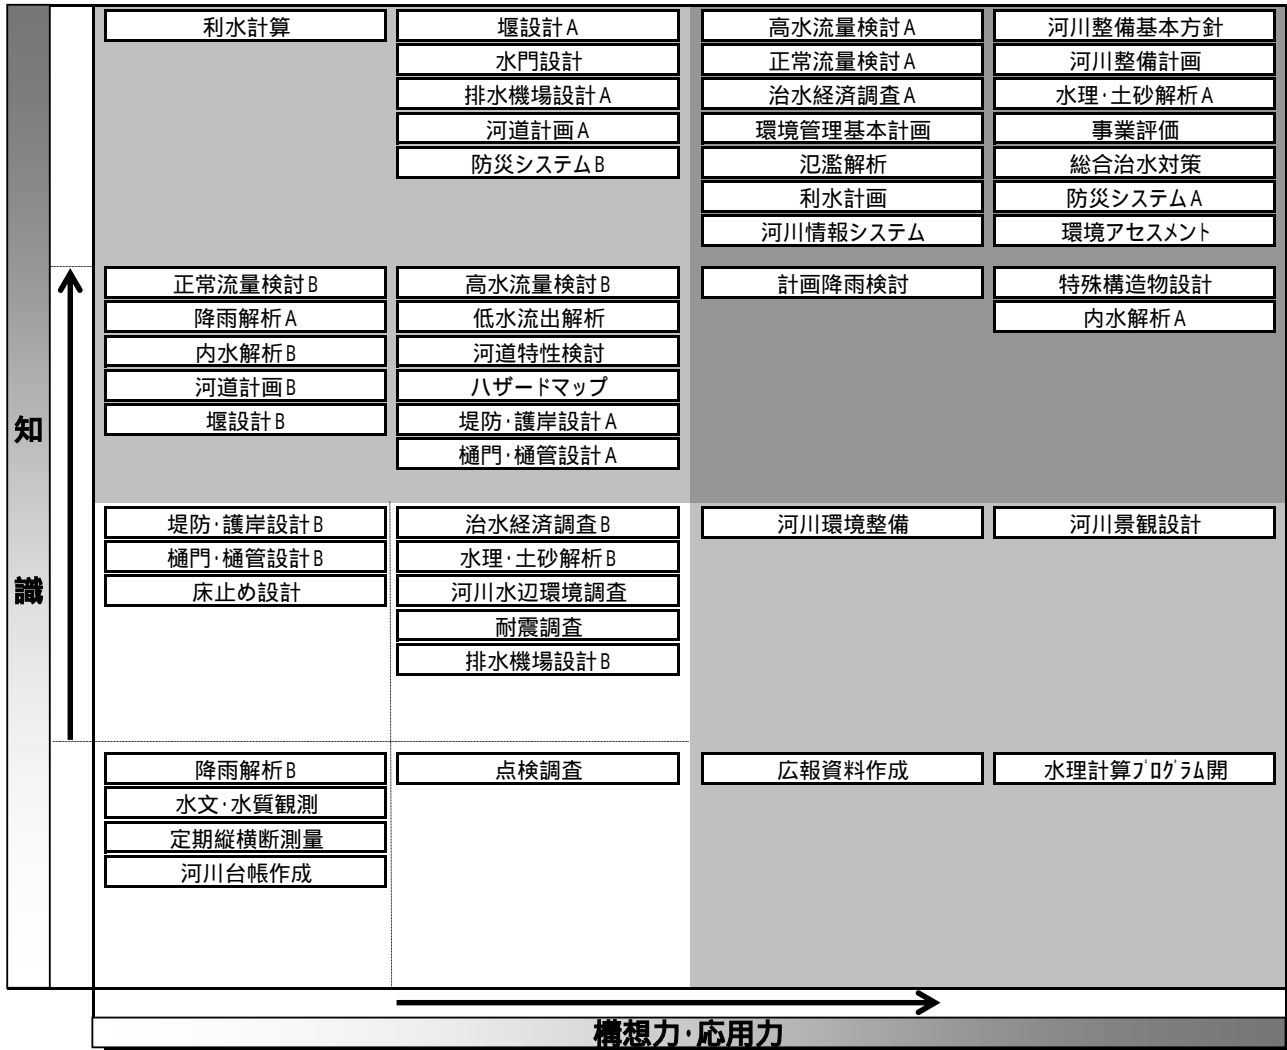 利水計算
堰設計A
高水流量検討A
河川整備基本方針
水門設計
正常流量検討A
河川整備計画
排水機場設計A
治水経済調査A
水理･土砂解析A
河道計画A
環境管理基本計画
事業評価
防災システムB
氾濫解析
総合治水対策
利水計画
防災システムA
河川情報システム
環境アセスメント
正常流量検討B
高水流量検討B
計画降雨検討
特殊構造物設計
降雨解析A
低水流出解析
内水解析A
内水解析B
河道特性検討
河道計画B
ハザードマップ
堰設計B
堤防･護岸設計A
樋門･樋管設計A
知
識
堤防･護岸設計B
治水経済調査B
河川環境整備
河川景観設計
樋門･樋管設計B
水理･土砂解析B
床止め設計
河川水辺環境調査
耐震調査
排水機場設計B
降雨解析B
点検調査
広報資料作成
水理計算ﾌﾟﾛｸﾞﾗﾑ開
水文･水質観測
定期縦横断測量
河川台帳作成
構想力･応用力